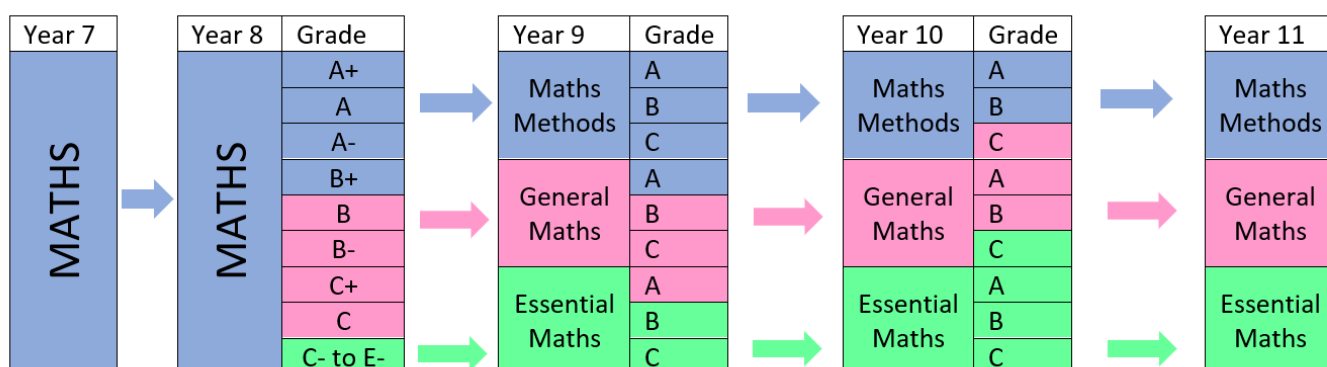 Year 7
MATHS
Year 8 Grade
MATHS
A+
A
A-
B+
B
B-
C+
C
C- to E-
Year 9 Grade
Maths
Methods
A
B
C
General
Maths
A
B
C
Essential
Maths
A
B
C
Year 10 Grade
Maths
Methods
A
B
C
General
Maths
A
B
C
Essential
Maths
A
B
C
Year 11
Maths
Methods
General
Maths
Essential
Maths